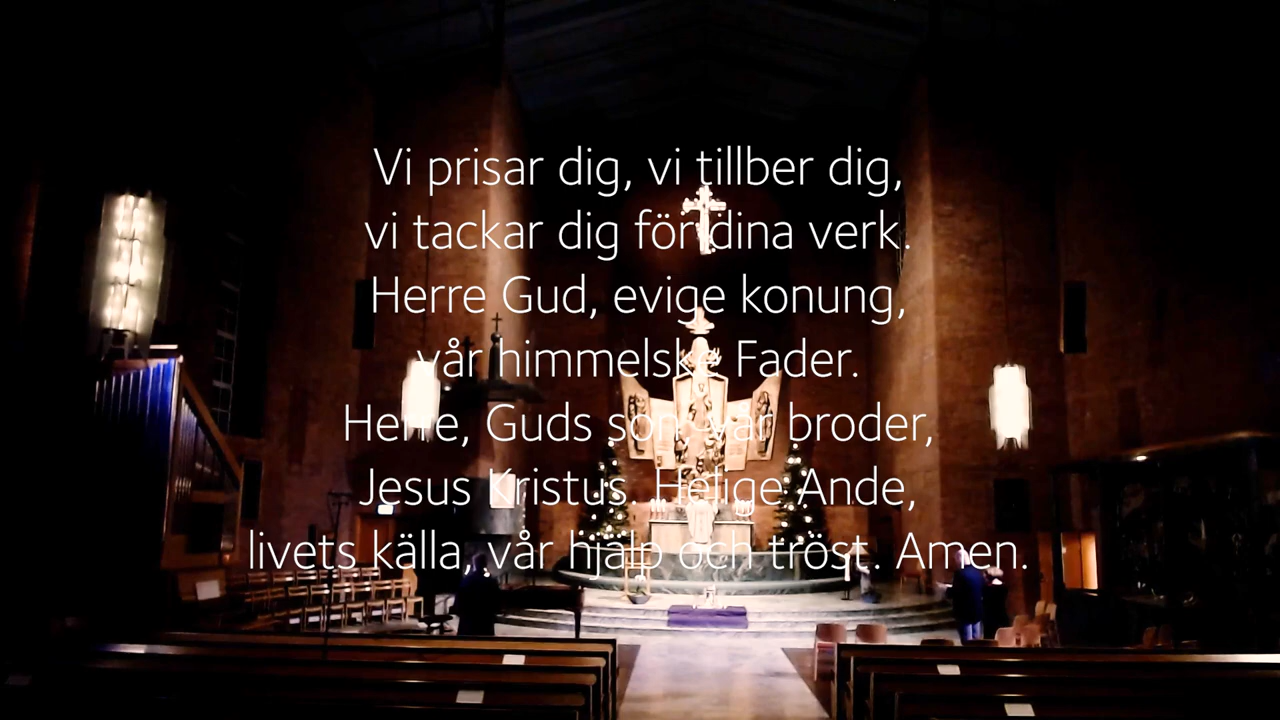 Vi prisar dig, vi tillber dig,
vi tackar dig för dina verk.
Herre Gud, evige konung,
vår himmelske Fader.
Herre, Guds son, vår broder,
Jesus Kristus. Helige Ande,
livets källa, vår hjälp och tröst. Amen.